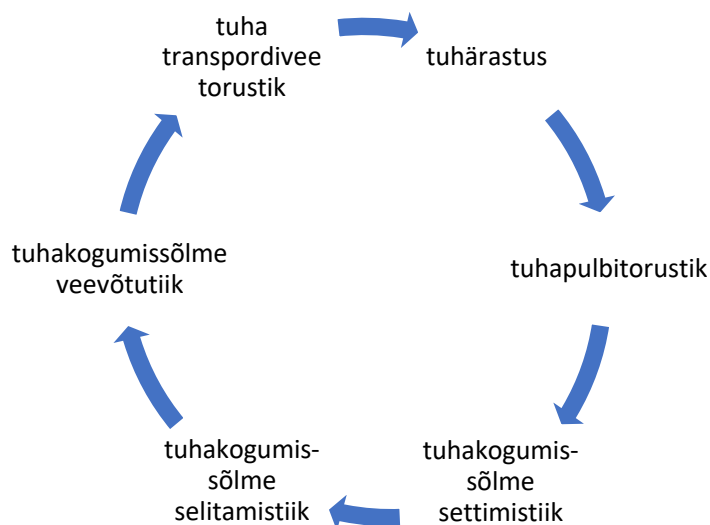 tuha
transpordivee
torustik
tuhärastus
tuhapulbitorustik
tuhakogumis-
sõlme
settimistiik
tuhakogumis-
sõlme
selitamistiik
tuhakogumissõlme
veevõtutiik